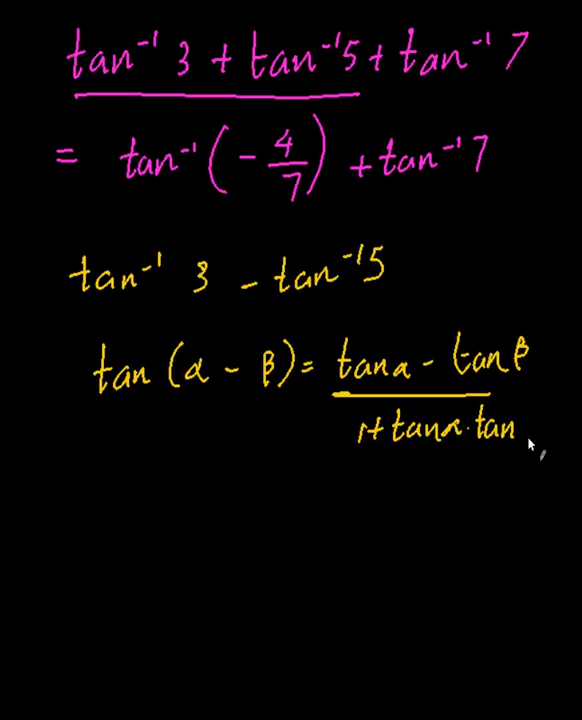 tan⁻¹ 3 + tan⁻¹5 + tan⁻¹ 7
= tan⁻¹ (− 4/7) + tan⁻¹7
tan⁻¹ 3 − tan⁻¹5
tan (α − β) = tanα − tanβ
1+ tanα · tan